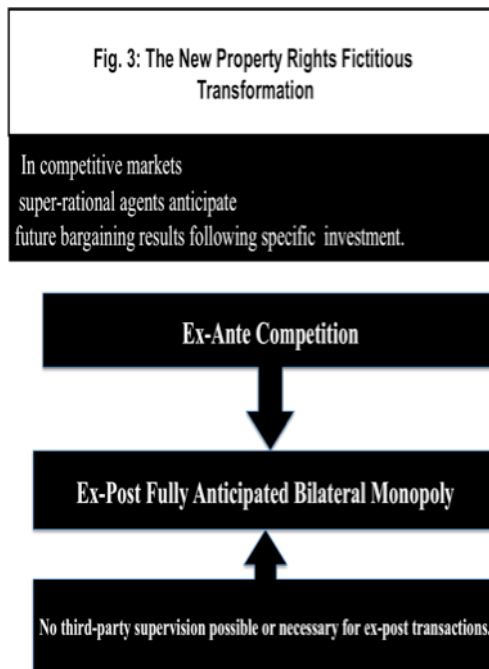 Fig. 3: The New Property Rights Fictitious
Transformation
In competitive markets
super-rational agents anticipate
future bargaining results following specific investment.
Ex-Ante Competition
Ex-Post Fully Anticipated Bilateral Monopoly
No third-party supervision possible or necessary for ex-post transactions.